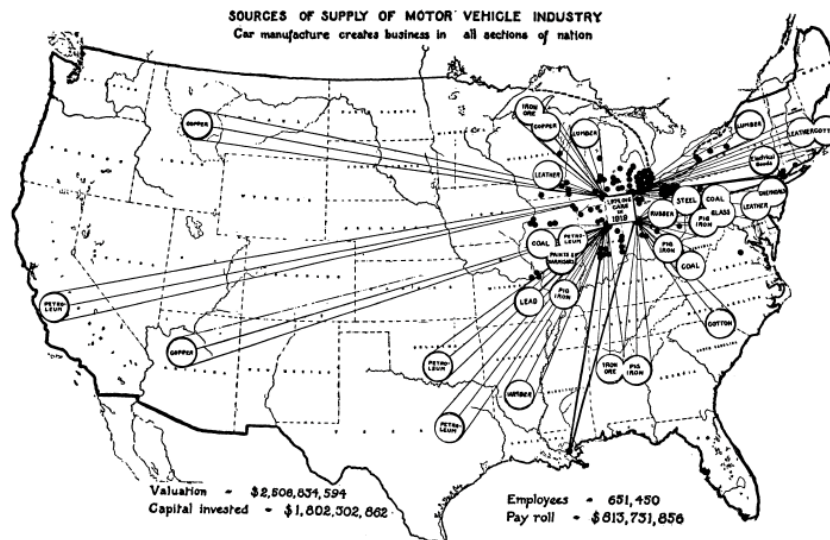 SOURCES OF SUPPLY OF MOTOR VEHICLE INDUSTRY
Car manufacture creates business in all sections of nation
COPPER
IRON ORE
COPPER
LUMBER
LUMBER
LEATHER
COTT
Electrical Goods
LEATHER
CHEMICALS
LEATHER
STEEL
COAL
GLASS
RUBBER
PIG IRON
CARS IN 1919
PETRO-LEUM
COAL
PAINTS &
PIG IRON
COAL
PETRO-LEUM
LEAD
PIG IRON
COTTON
COPPER
PETRO-LEUM
IRON ORE
PIG IRON
LUMBER
PETRO-LEUM
Valuation - $2,508,834,594
Capital invested - $1,802,302,862
Employees - 651,450
Pay roll - $813,731,856